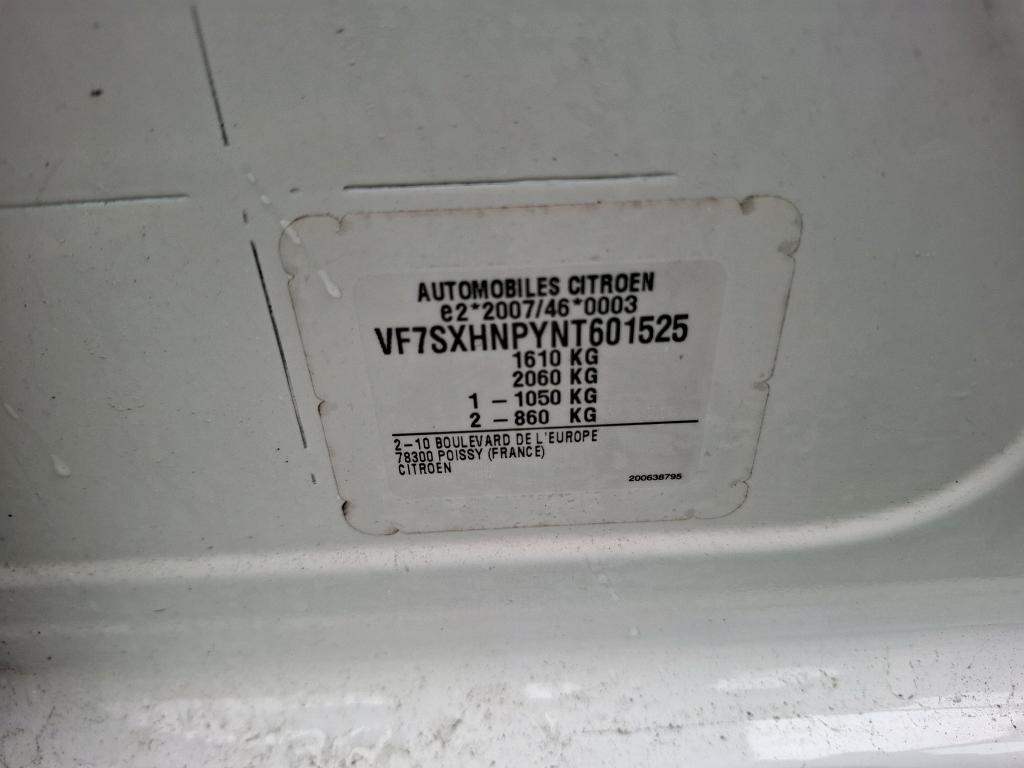 AUTOMOBILES CITROEN
e2*2007/46*0003
VF7SXHNPYNT601525
1610 KG
2060 KG
1 – 1050 KG
2 – 860 KG
2–10 BOULEVARD DE L'EUROPE
78300 POISSY (FRANCE)
CITROEN
200638795